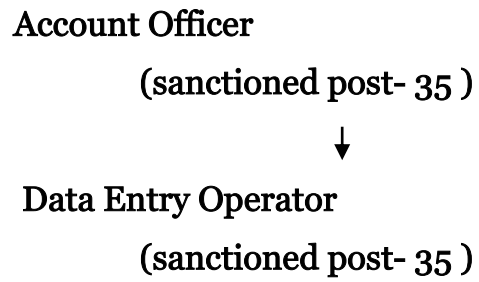 Account Officer
(sanctioned post- 35 )
Data Entry Operator
(sanctioned post- 35 )